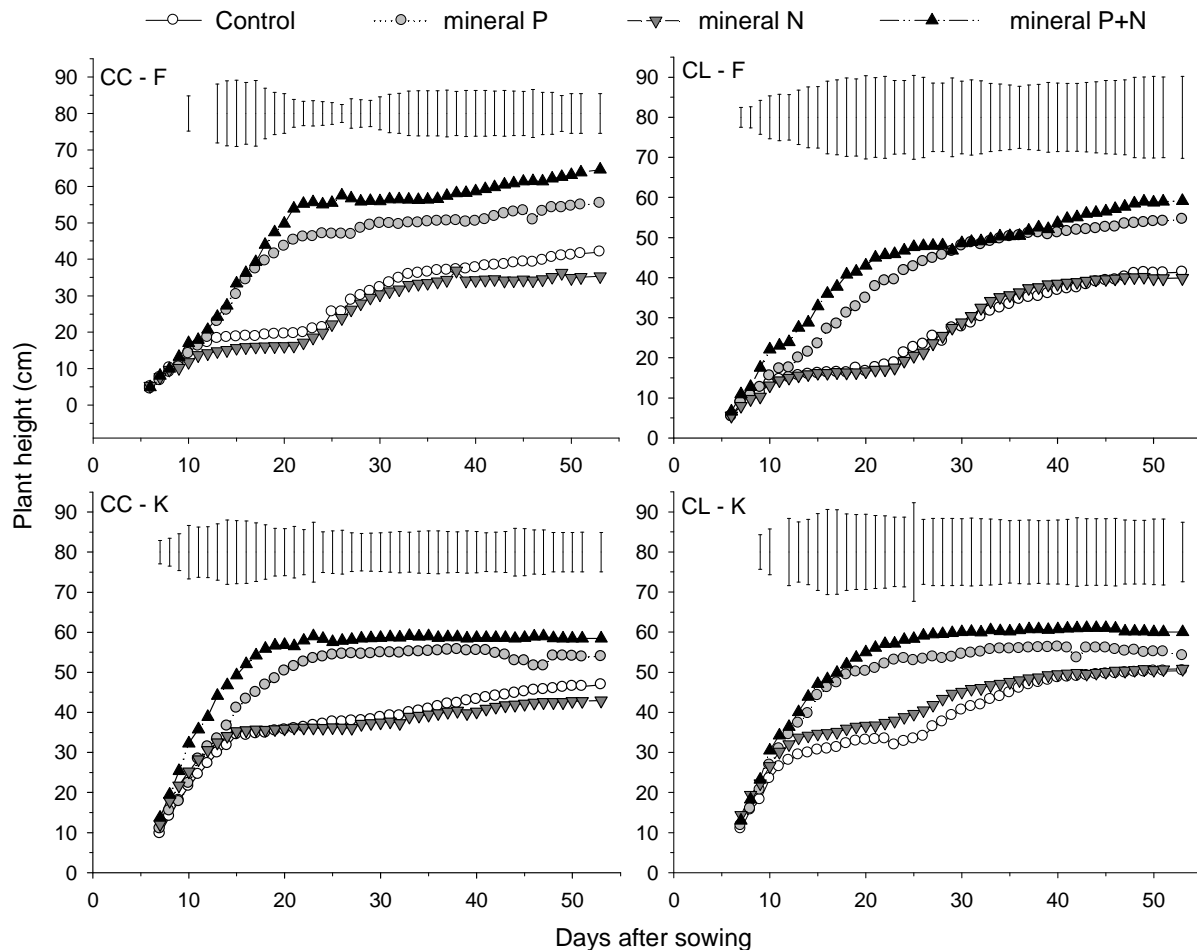 Control mineral P mineral N mineral P+N
CC - F CL - F
90 90
80 80
70 70
60 60
50 50
40 40
30 30
20 20
10 10
0 0
0 10 20 30 40 50 0 10 20 30 40 50
CC - K CL - K
90 90
80 80
70 70
60 60
50 50
40 40
30 30
20 20
10 10
0 0
0 10 20 30 40 50 0 10 20 30 40 50
Plant height (cm)
Days after sowing